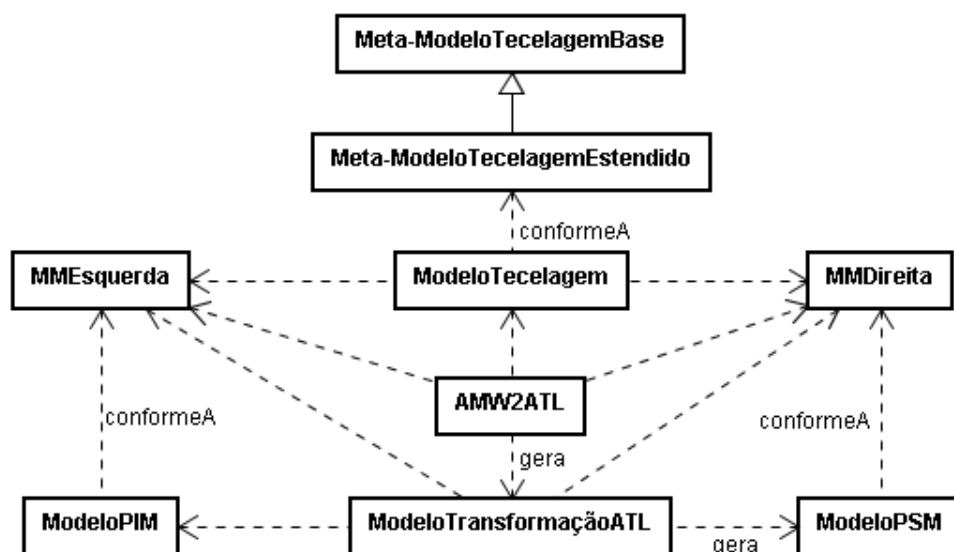 Meta-ModeloTecelagemBase
Meta-ModeloTecelagemEstendido
conformeA
MMEsquerda
ModeloTecelagem
MMDireita
AMW2ATL
conformeA
conformeA
gera
ModeloPIM
ModeloTransformaçãoATL
ModeloPSM
gera